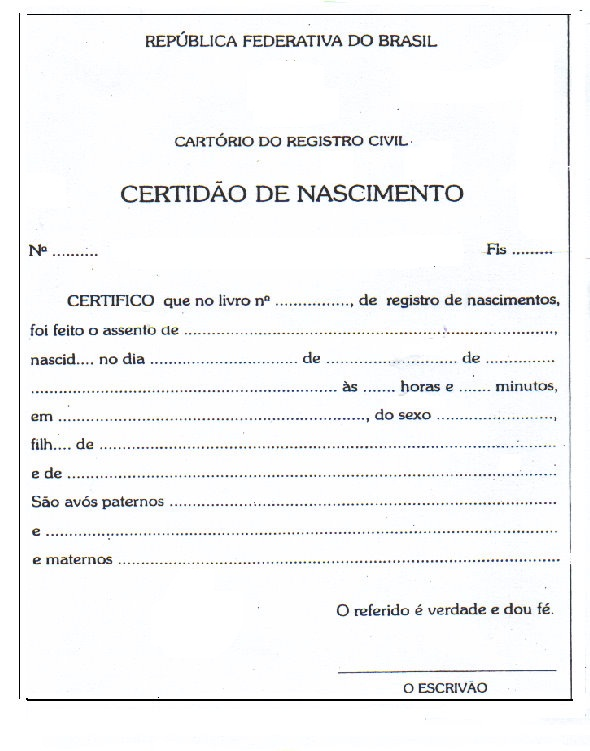 REPÚBLICA FEDERATIVA DO BRASIL
CARTÓRIO DO REGISTRO CIVIL
CERTIDÃO DE NASCIMENTO
Nº .......... Fls .........
CERTIFICO que no livro nº ................, de registro de nascimentos,
foi feito o assento de ........................................................................................,
nascid.... no dia ................................ de ............................ de ...............
.................................................................. às ....... horas e ....... minutos,
em ..................................................................., do sexo .........................,
filh.... de ...................................................................................................
e de .........................................................................................................
São avós paternos ....................................................................................
e ..............................................................................................................
e maternos ...............................................................................................
O referido é verdade e dou fé.
O ESCRIVÃO